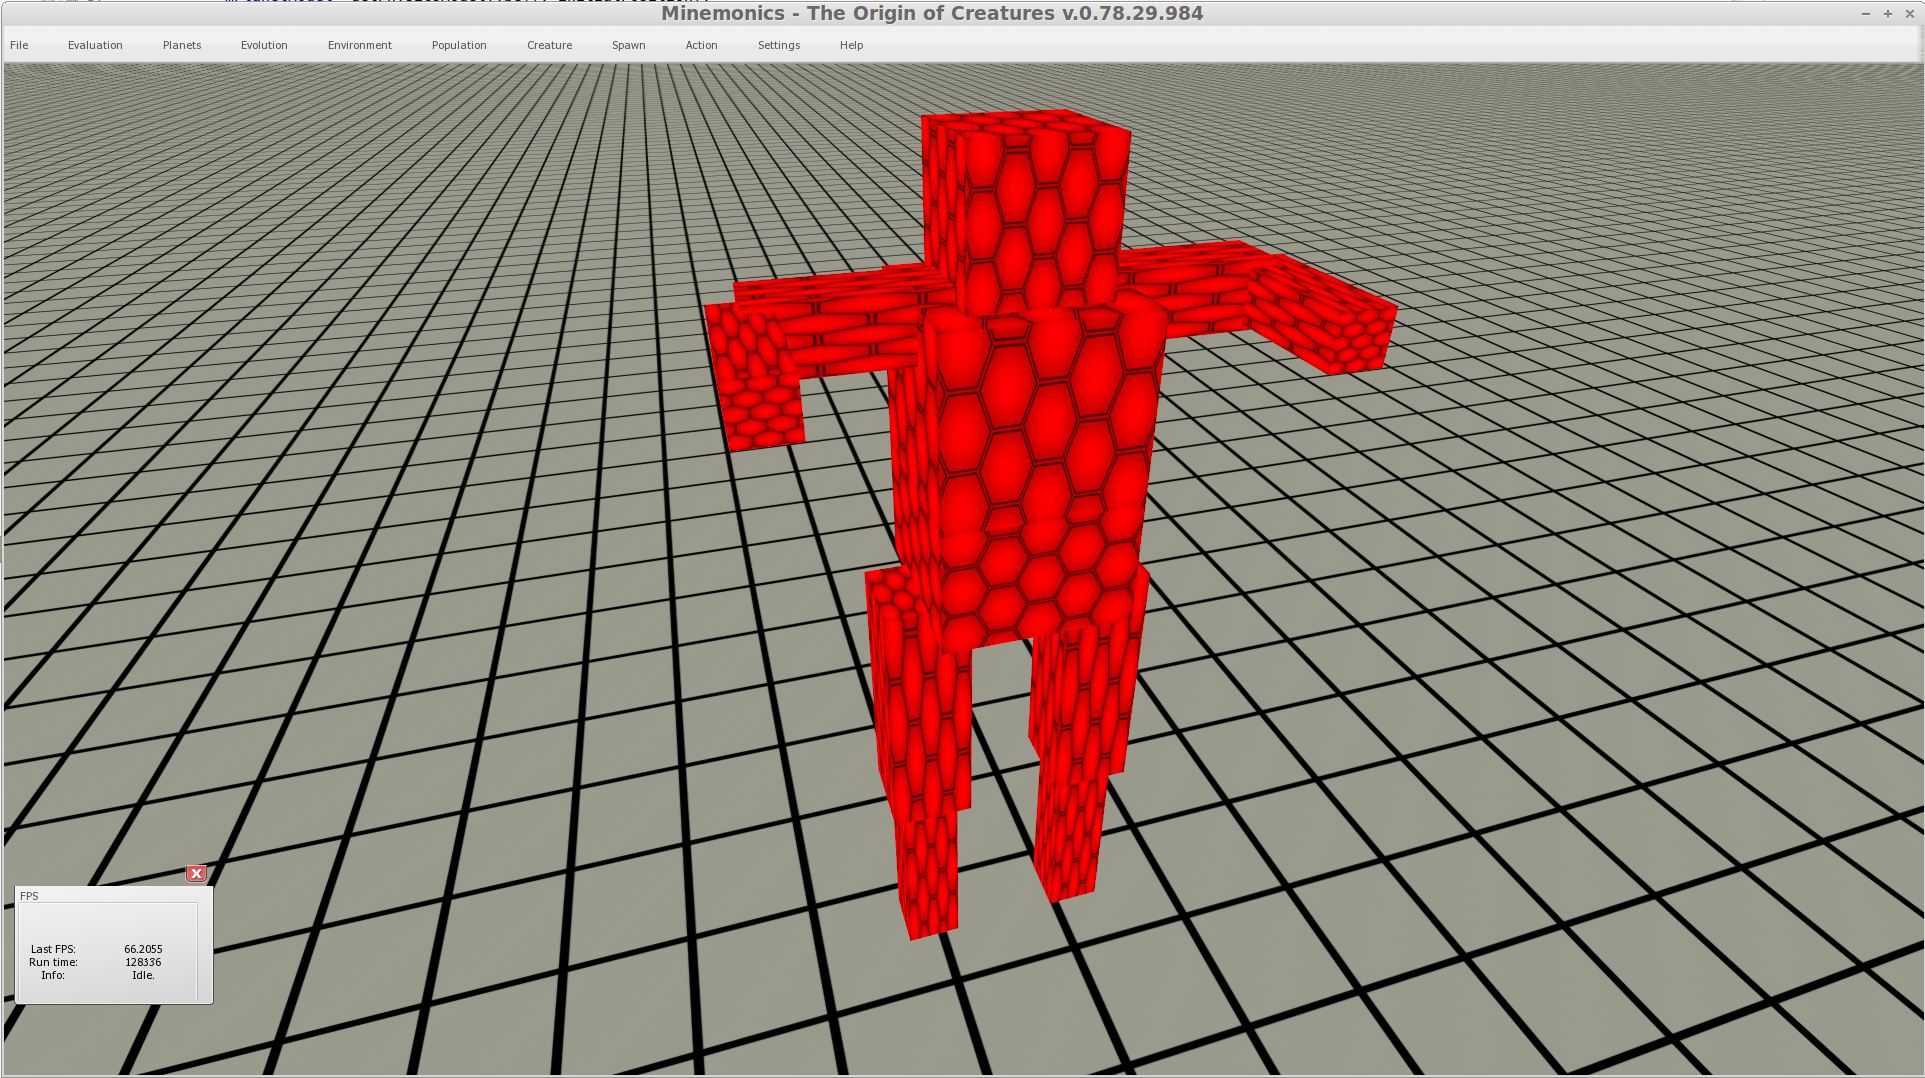 Minemonics - The Origin of Creatures v.0.78.29.984
File Evaluation Planets Evolution Environment Population Creature Spawn Action Settings Help
FPS
Last FPS: 66.2055
Run time: 128336
Info: Idle.